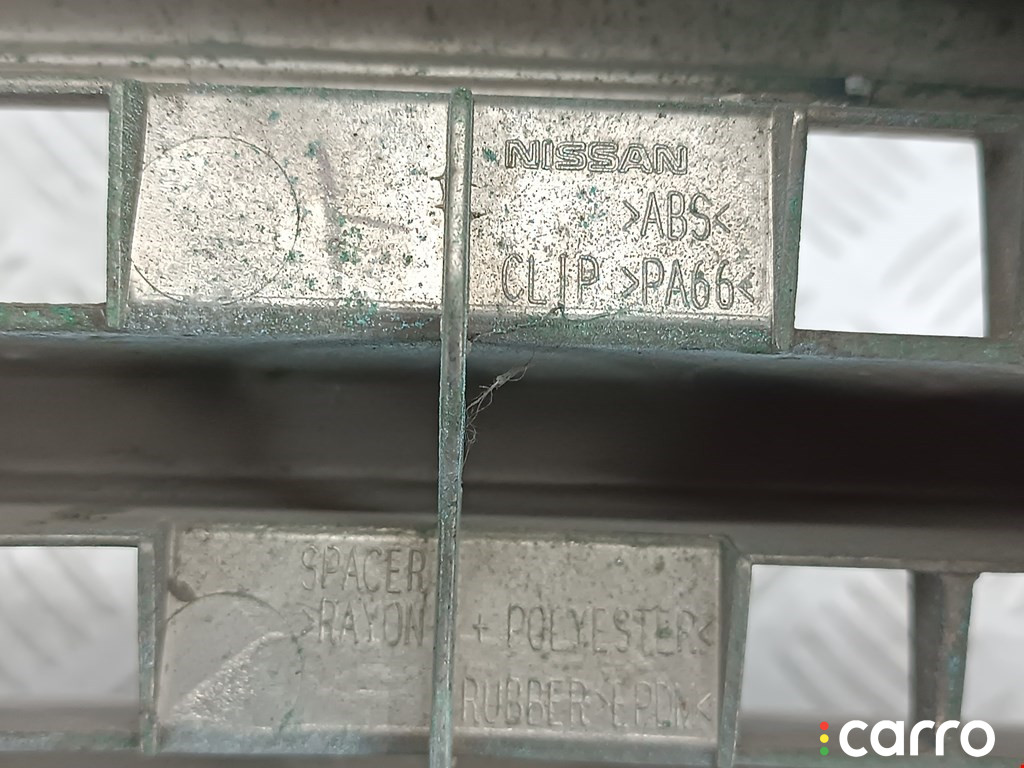 NISSAN
>ABS<
CLIP >PA66<
SPACER
>RAYON + POLYESTER<
RUBBER >EPDM<
carro